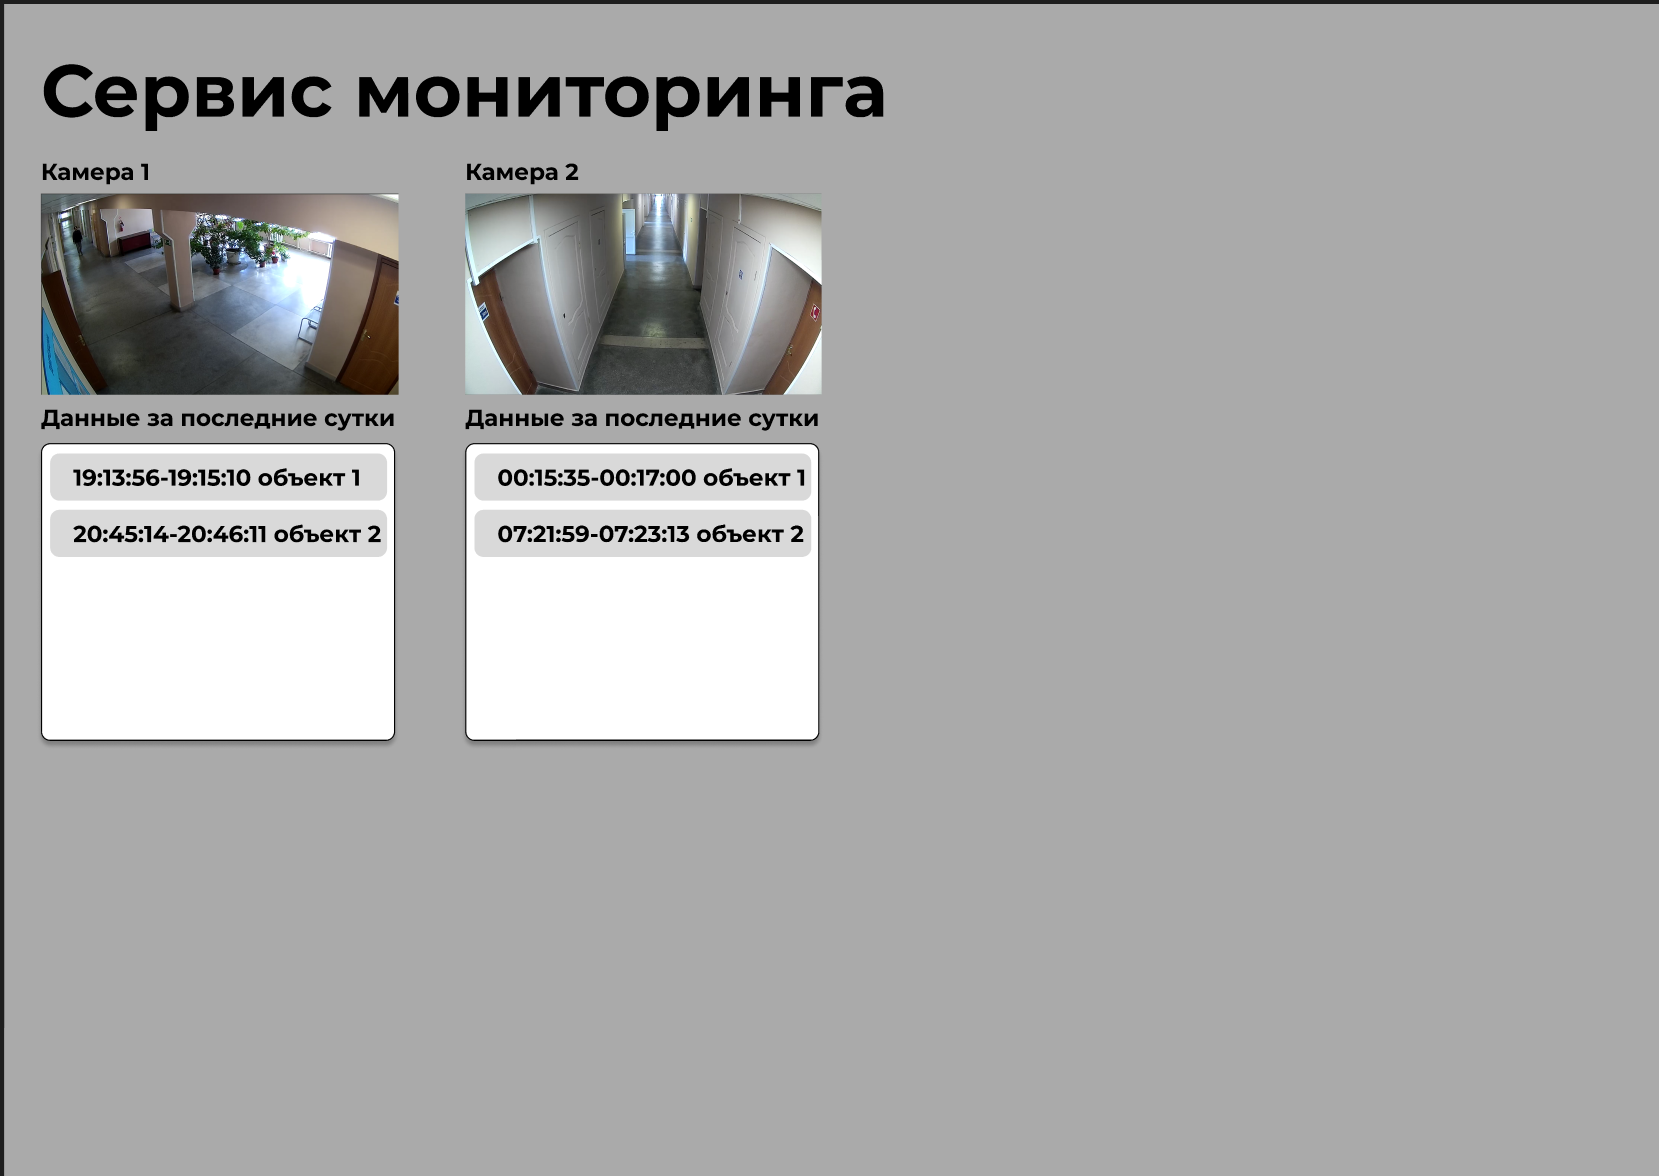 Сервис мониторинга
Камера 1
Камера 2
Данные за последние сутки
Данные за последние сутки
19:13:56-19:15:10 объект 1
20:45:14-20:46:11 объект 2
00:15:35-00:17:00 объект 1
07:21:59-07:23:13 объект 2